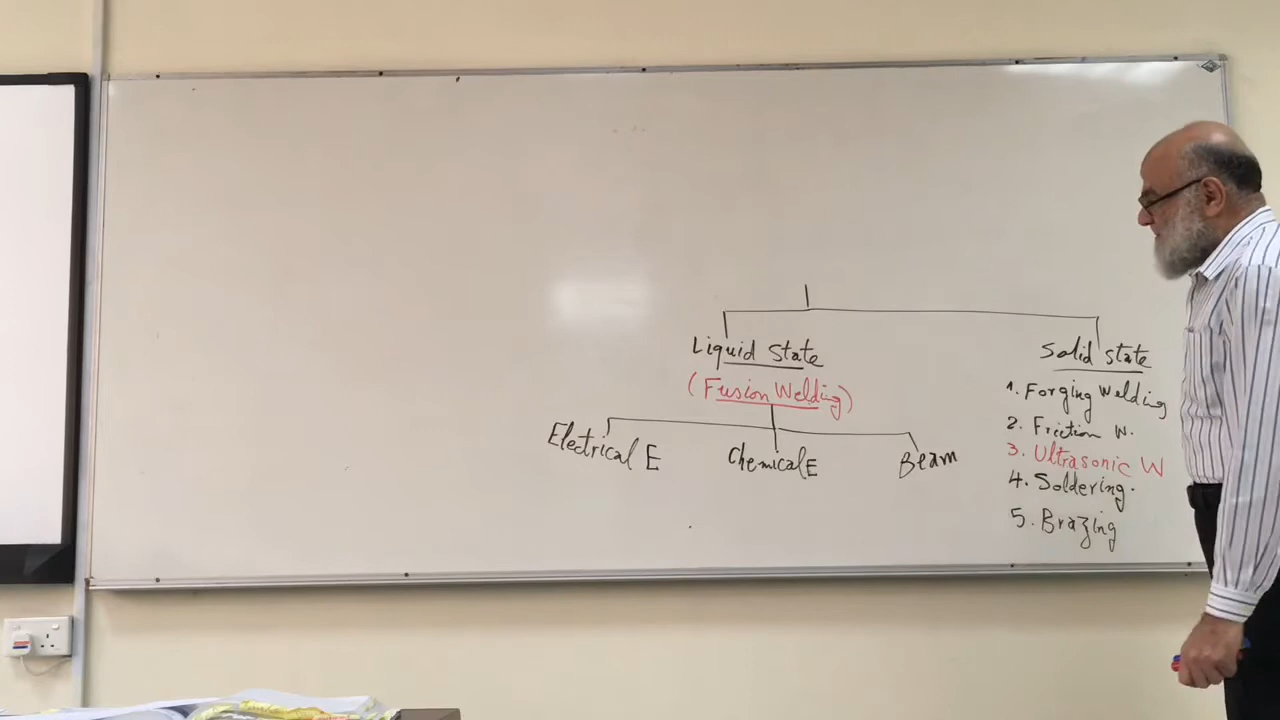 Liquid State
(Fusion Welding)
Electrical E
Chemical E
Beam
Solid state
1. Forging Welding
2. Friction W.
3. Ultrasonic W
4. Soldering.
5. Brazing